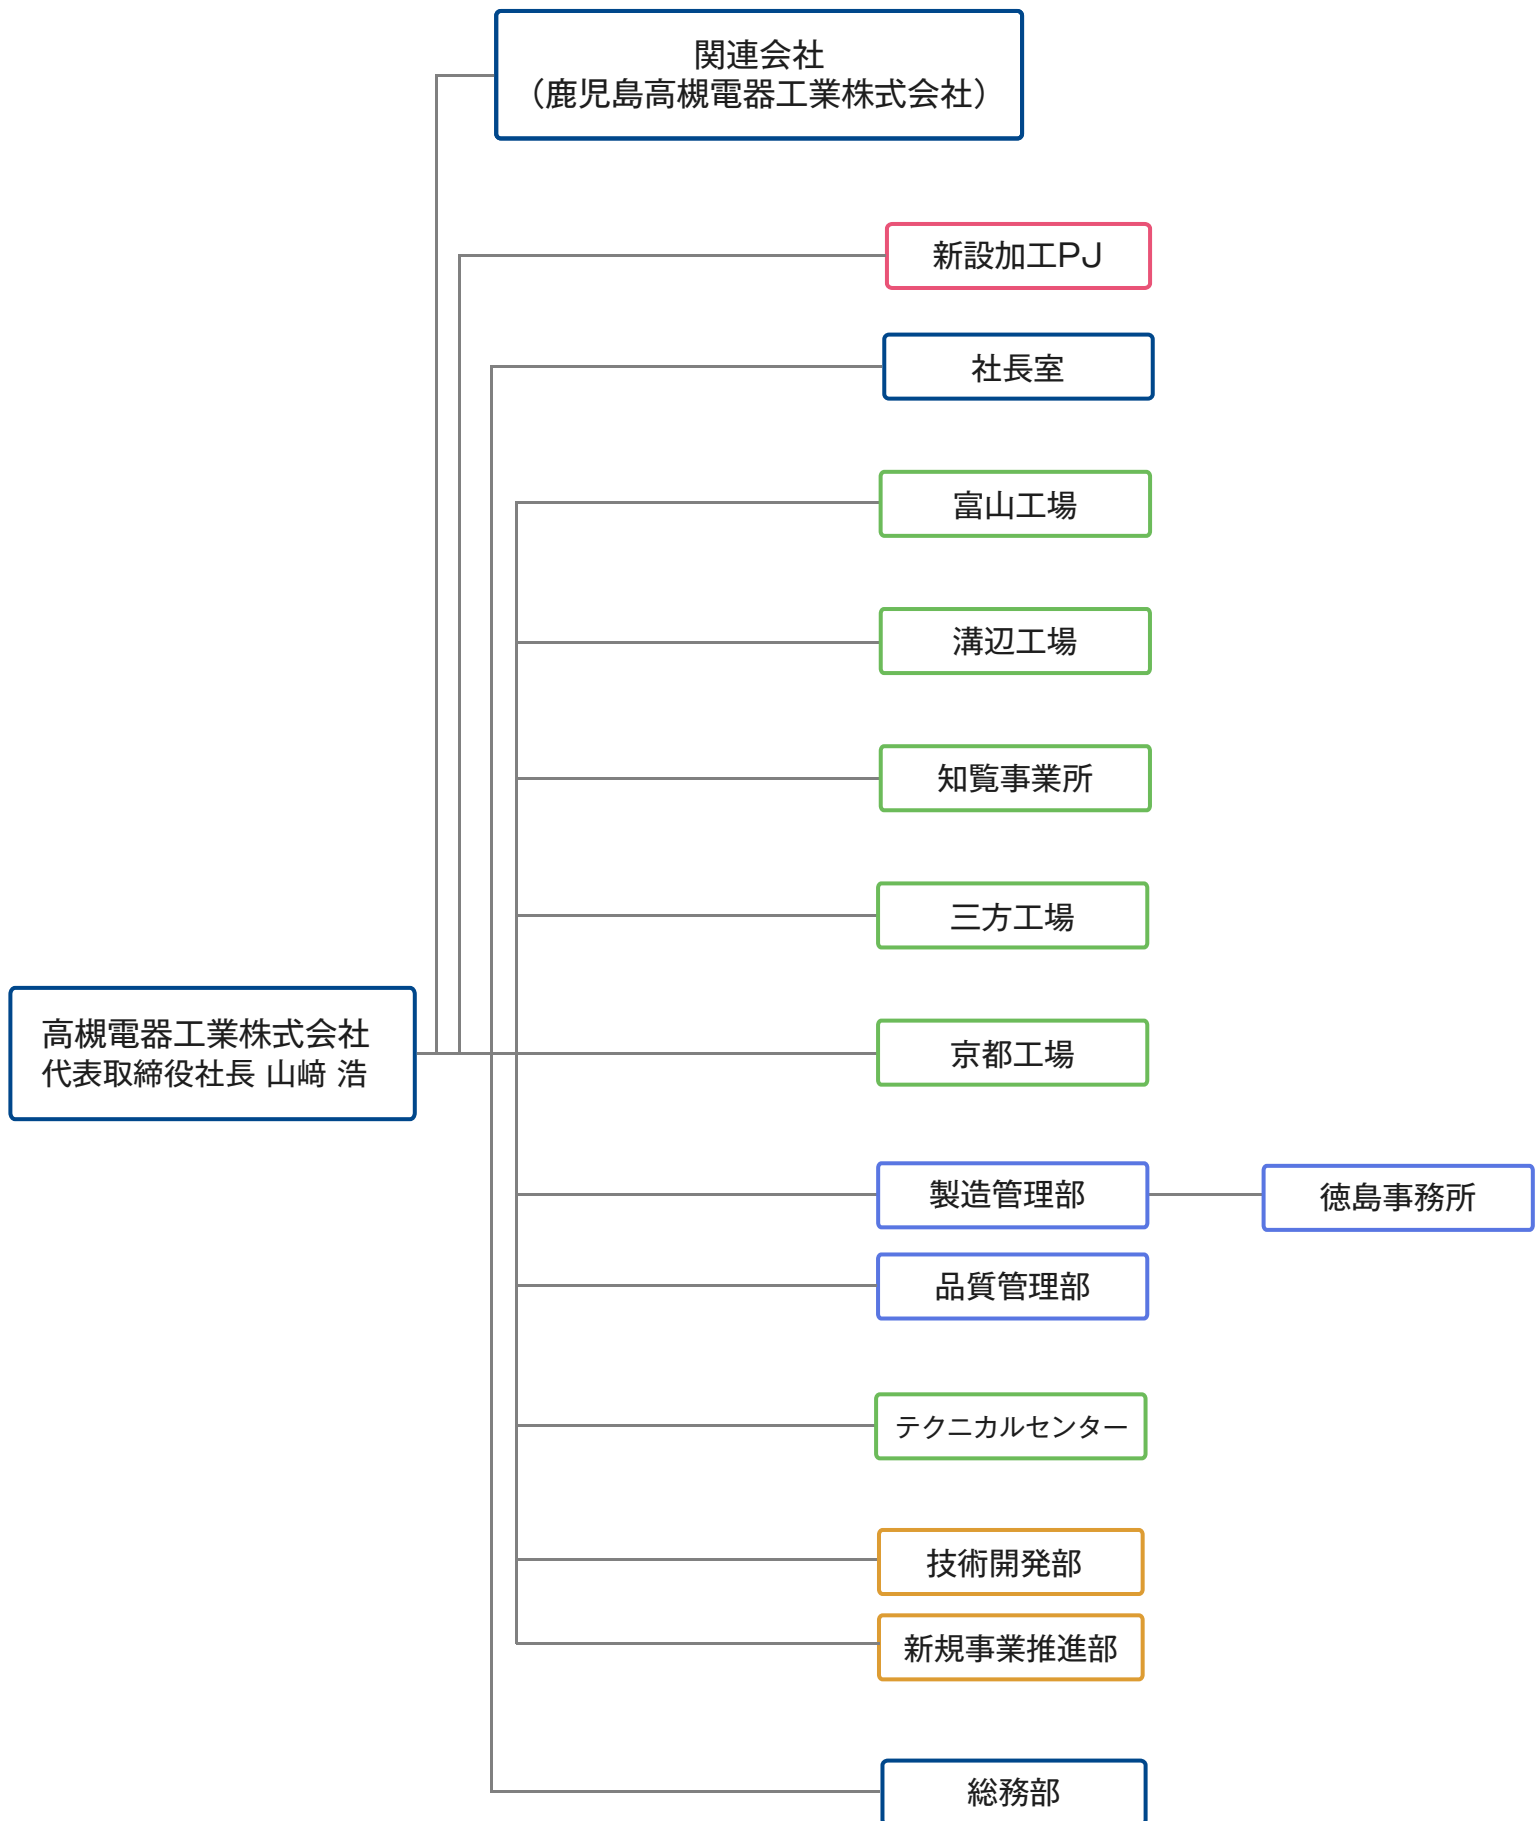 関連会社
（鹿児島高槻電器工業株式会社）
新設加工PJ
社長室
富山工場
溝辺工場
知覧事業所
三方工場
高槻電器工業株式会社
代表取締役社長 山﨑 浩
京都工場
製造管理部
徳島事務所
品質管理部
テクニカルセンター
技術開発部
新規事業推進部
総務部